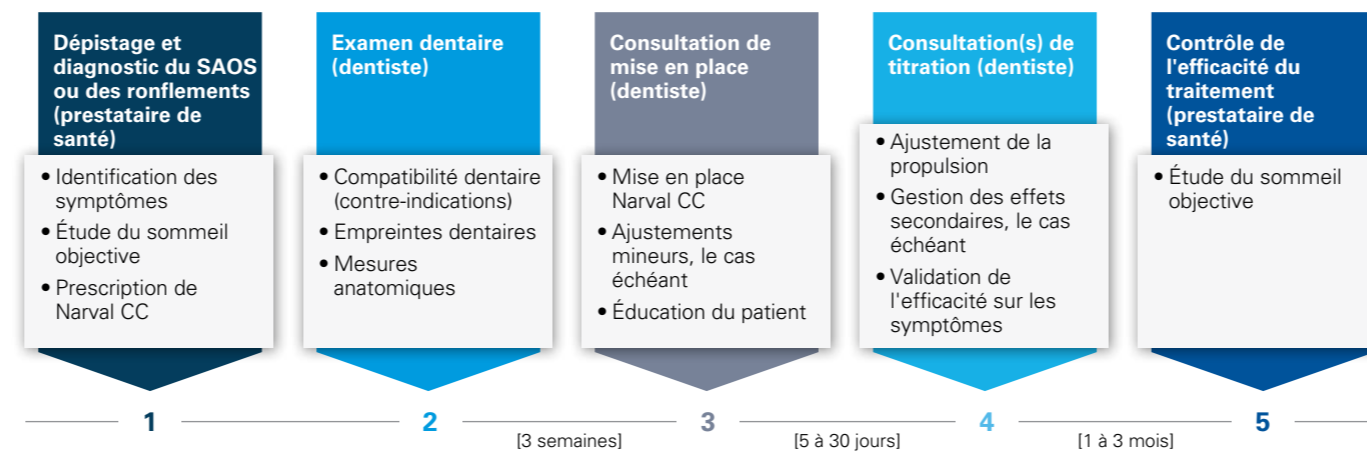 Dépistage et
diagnostic du SAOS
ou des ronflements
(prestataire de
santé)
• Identification des
symptômes
• Étude du sommeil
objective
• Prescription de
Narval CC
Examen dentaire
(dentiste)
• Compatibilité dentaire
(contre-indications)
• Empreintes dentaires
• Mesures
anatomiques
Consultation de
mise en place
(dentiste)
• Mise en place
Narval CC
• Ajustements
mineurs, le cas
échéant
• Éducation du patient
Consultation(s) de
titration (dentiste)
• Ajustement de la
propulsion
• Gestion des effets
secondaires, le cas
échéant
• Validation de
l'efficacité sur les
symptômes
Contrôle de
l'efficacité du
traitement
(prestataire de
santé)
• Étude du sommeil
objective
1
2
[3 semaines]
3
[5 à 30 jours]
4
[1 à 3 mois]
5